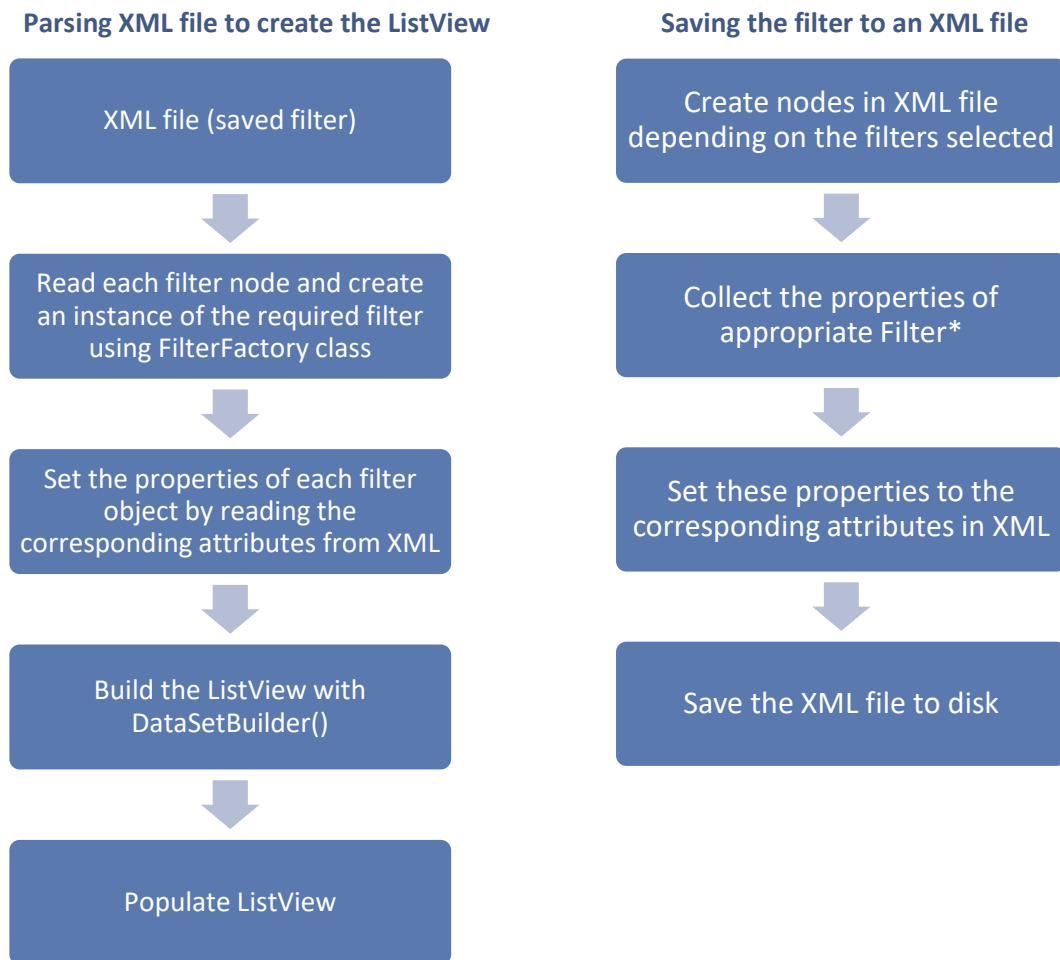 Parsing XML file to create the ListView
XML file (saved filter)
Read each filter node and create
an instance of the required filter
using FilterFactory class
Set the properties of each filter
object by reading the
corresponding attributes from XML
Build the ListView with
DataSetBuilder()
Populate ListView
Saving the filter to an XML file
Create nodes in XML file
depending on the filters selected
Collect the properties of
appropriate Filter*
Set these properties to the
corresponding attributes in XML
Save the XML file to disk